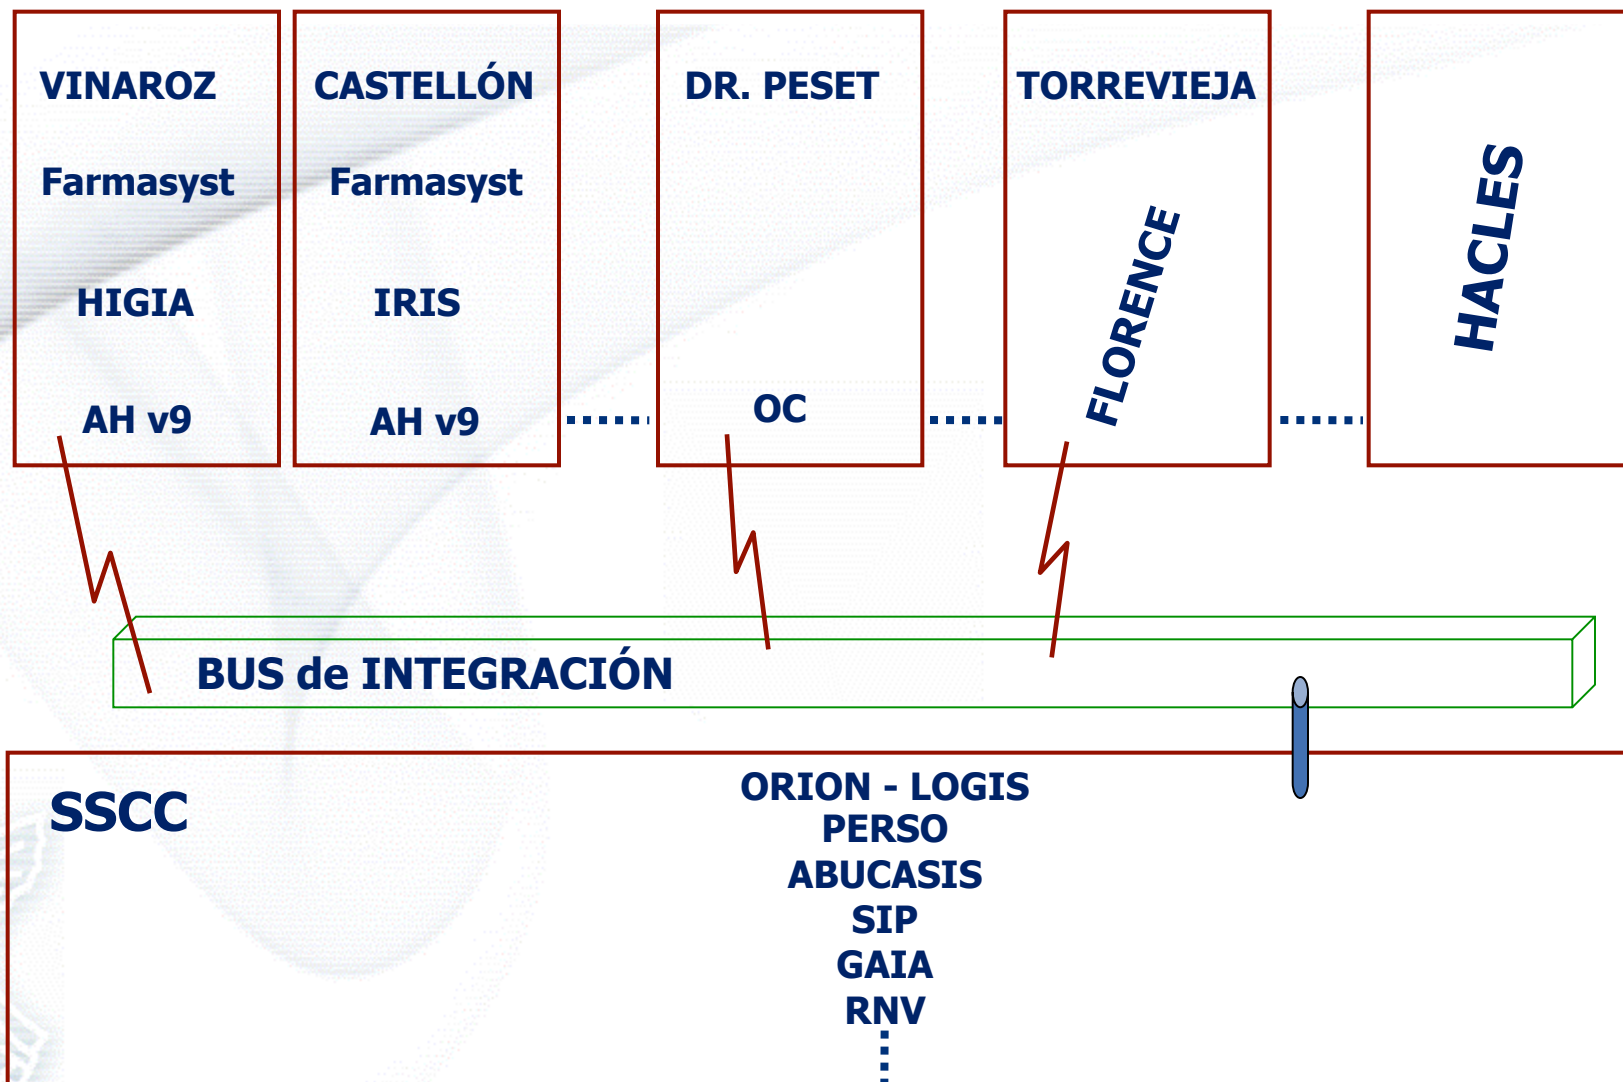 VINAROZ
Farmasyst
HIGIA
AH v9
CASTELLÓN
Farmasyst
IRIS
AH v9
DR. PESET
OC
TORREVIEJA
FLORENCE
HACLES
BUS de INTEGRACIÓN
SSCC
ORION - LOGIS
PERSO
ABUCASIS
SIP
GAIA
RNV